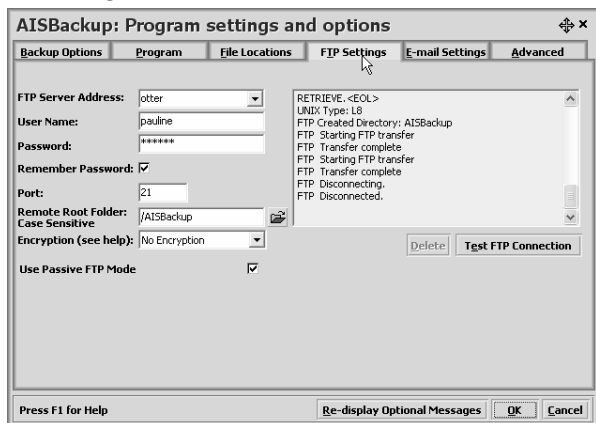 AISBackup: Program settings and options
Backup Options Program File Locations FTP Settings E-mail Settings Advanced
FTP Server Address: otter
User Name: pauline
Password: ******
Remember Password:
Port: 21
Remote Root Folder: /AISBackup
Case Sensitive
Encryption (see help): No Encryption
Use Passive FTP Mode
RETRIEVE.<EOL>
UNIX Type: L8
FTP Created Directory: AISBackup
FTP Starting FTP transfer
FTP Transfer complete
FTP Starting FTP transfer
FTP Transfer complete
FTP Disconnecting.
FTP Disconnected.
Delete Test FTP Connection
Press F1 for Help Re-display Optional Messages OK Cancel